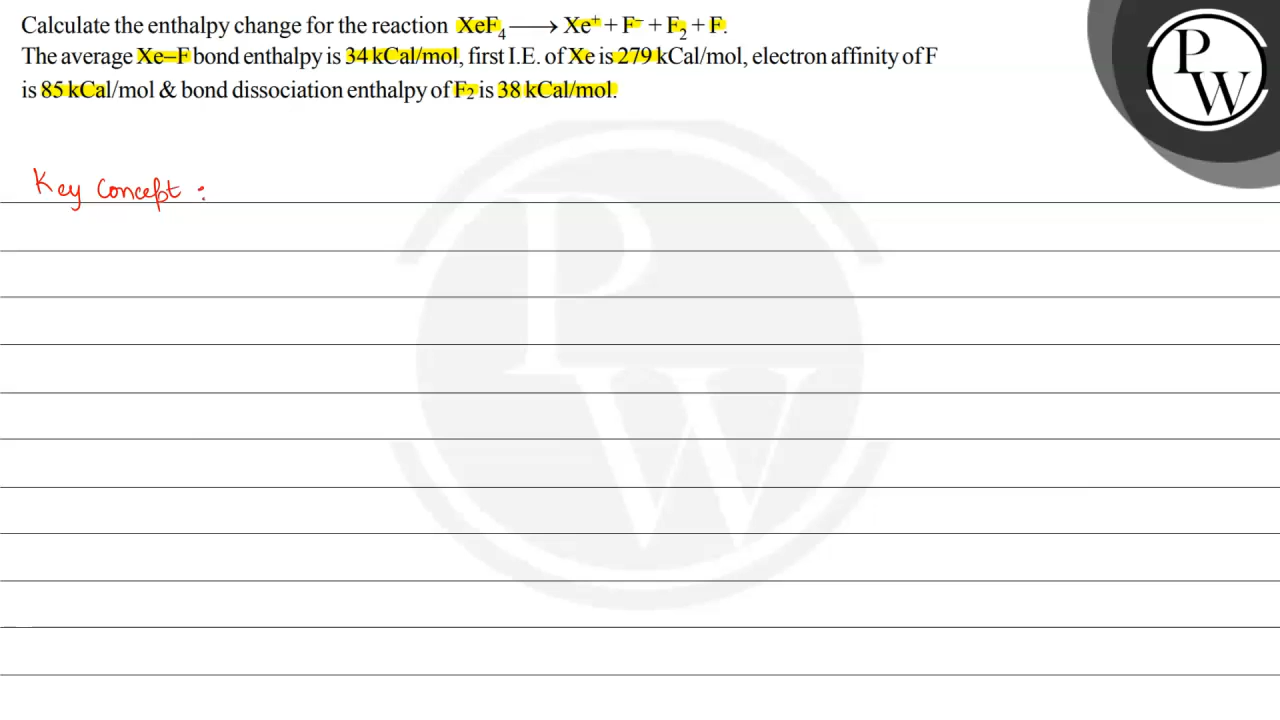 Calculate the enthalpy change for the reaction XeF₄ ⟶ Xe⁺ + F⁻ + F₂ + F.
The average Xe–F bond enthalpy is 34 kCal/mol, first I.E. of Xe is 279 kCal/mol, electron affinity of F
is 85 kCal/mol & bond dissociation enthalpy of F₂ is 38 kCal/mol.
P
W
Key Concept :
P
W